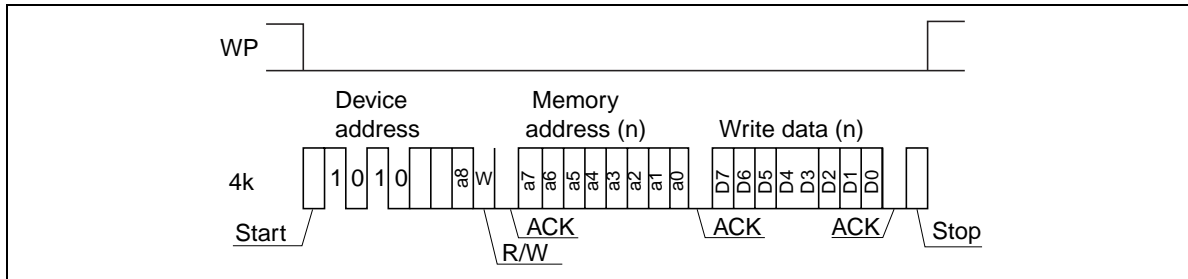 WP
Device address
Memory address (n)
Write data (n)
4k
1 0 1 0 a8 W a7 a6 a5 a4 a3 a2 a1 a0 D7 D6 D5 D4 D3 D2 D1 D0
Start
ACK
ACK
ACK
Stop
R/W